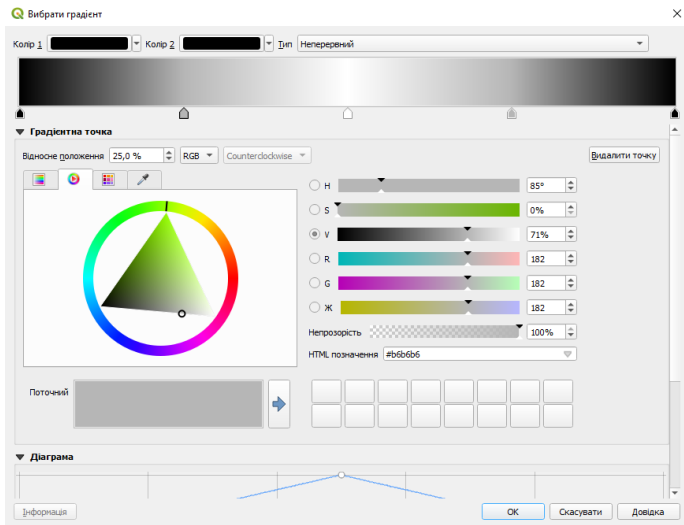 Вибрати градієнт
Колір 1 Колір 2 Тип Неперервний
Градієнтна точка
Відносне положення 25,0 % RGB Counterclockwise Видалити точку
H 85°
S 0%
V 71%
R 182
G 182
Ж 182
Непрозорість 100%
HTML позначення #b6b6b6
Поточний
Діаграма
Інформація OK Скасувати Довідка